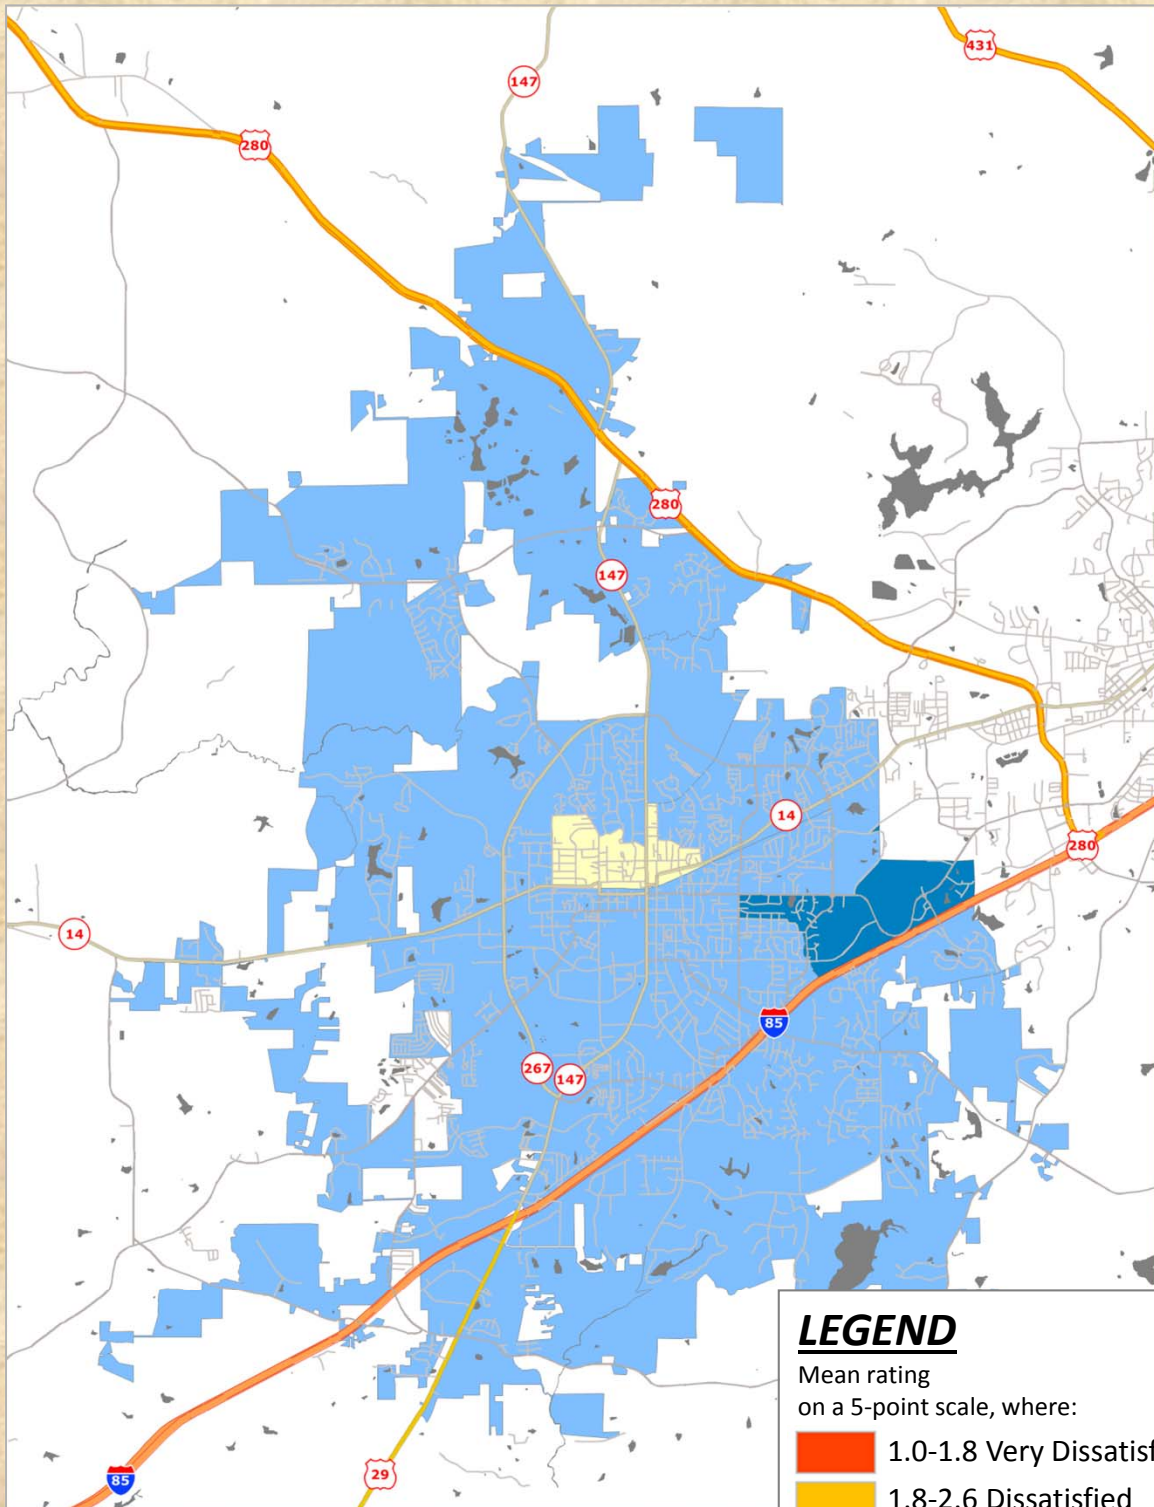 431
147
280
280
147
14
280
14
85
267
147
LEGEND
Mean rating
on a 5-point scale, where:
1.0-1.8 Very Dissatisf
1.8-2.6 Dissatisfied
29
85